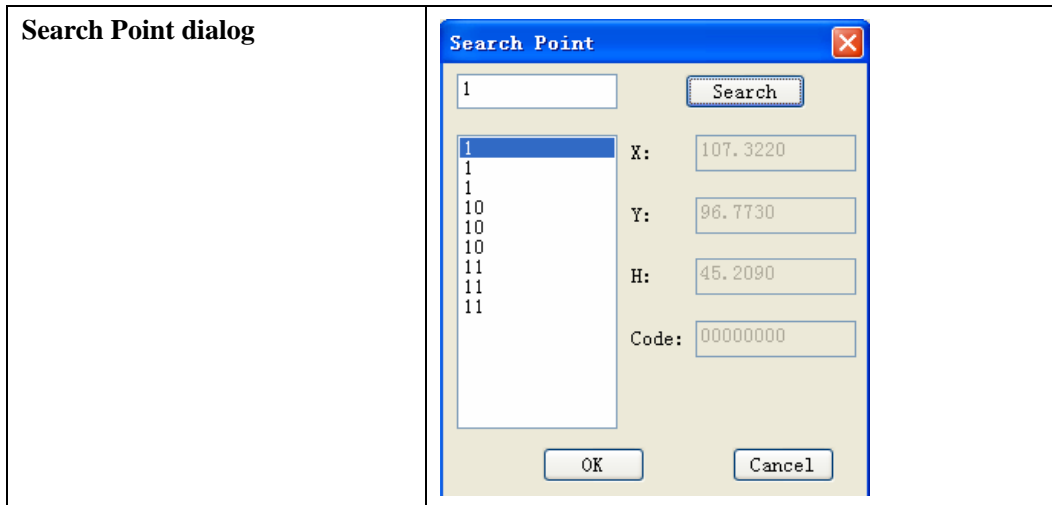 Search Point dialog
Search Point
1
Search
1
1
1
10
10
10
11
11
11
X: 107.3220
Y: 96.7730
H: 45.2090
Code: 00000000
OK
Cancel